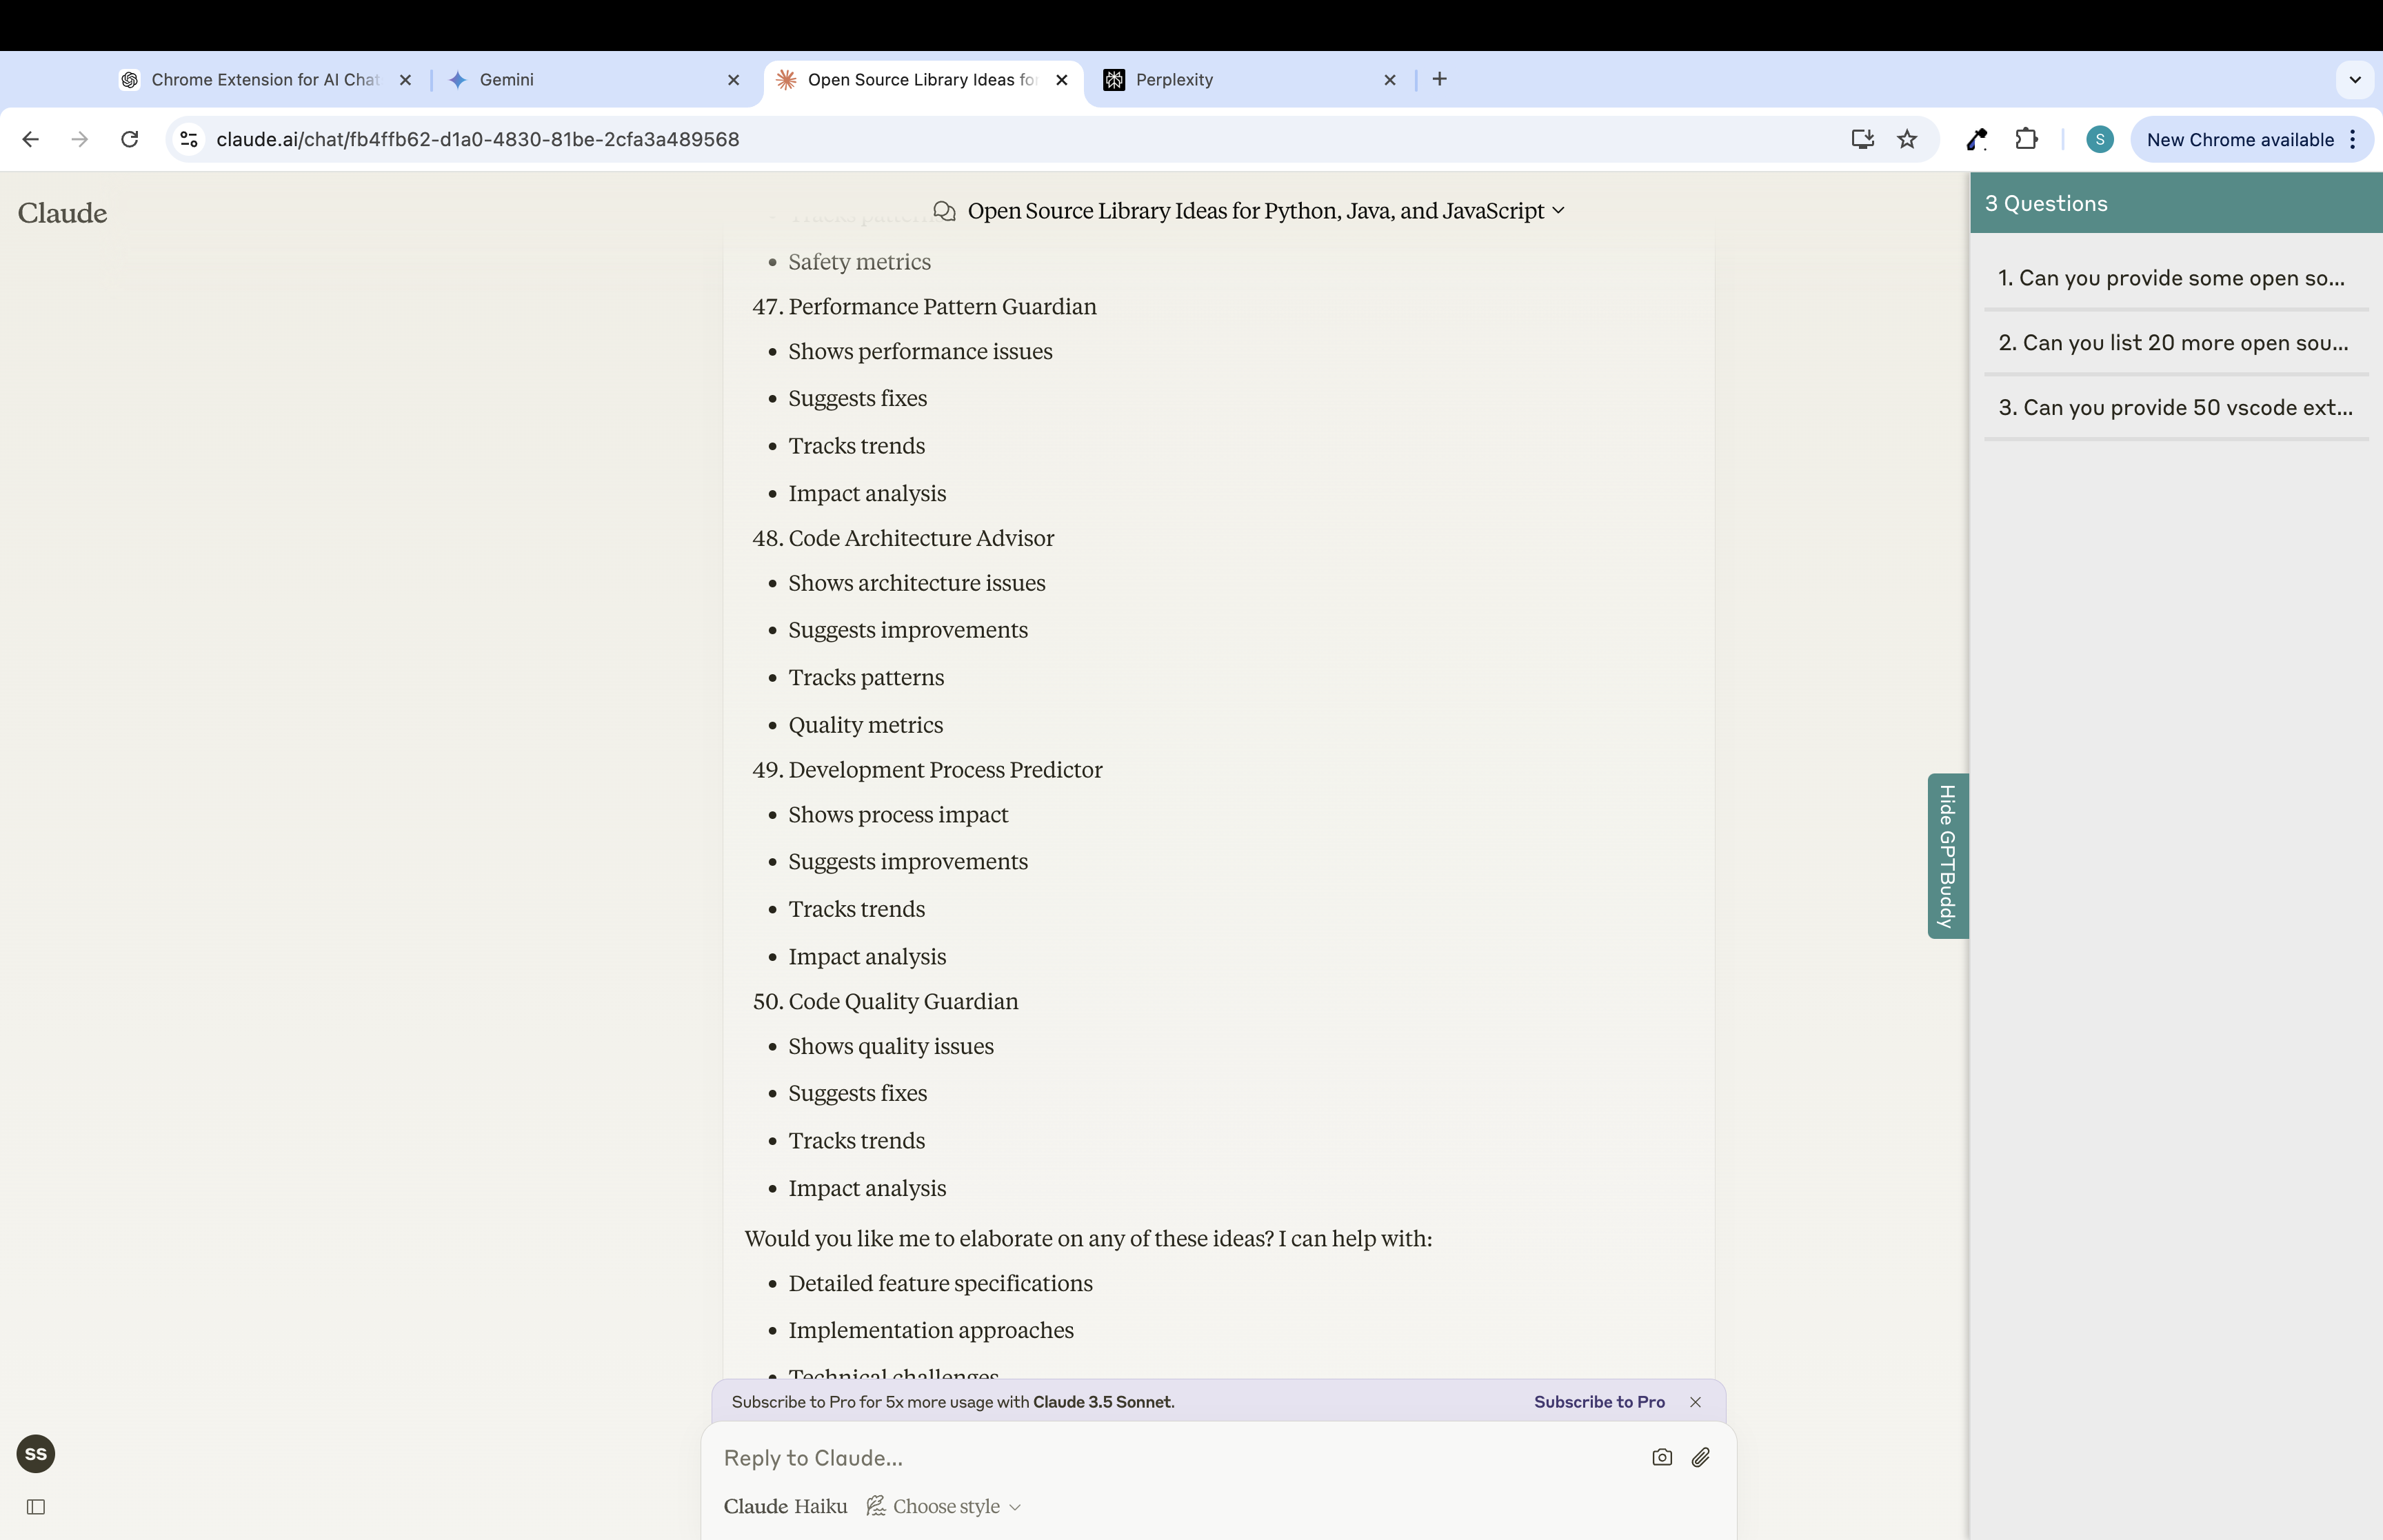 Chrome Extension for AI Chat
Gemini
Open Source Library Ideas for
Perplexity
claude.ai/chat/fb4ffb62-d1a0-4830-81be-2cfa3a489568
S
New Chrome available
Claude
Open Source Library Ideas for Python, Java, and JavaScript
3 Questions
1. Can you provide some open so...
2. Can you list 20 more open sou...
3. Can you provide 50 vscode ext...
Hide GPTBuddy
• Tracks patterns
• Safety metrics
47. Performance Pattern Guardian
• Shows performance issues
• Suggests fixes
• Tracks trends
• Impact analysis
48. Code Architecture Advisor
• Shows architecture issues
• Suggests improvements
• Tracks patterns
• Quality metrics
49. Development Process Predictor
• Shows process impact
• Suggests improvements
• Tracks trends
• Impact analysis
50. Code Quality Guardian
• Shows quality issues
• Suggests fixes
• Tracks trends
• Impact analysis
Would you like me to elaborate on any of these ideas? I can help with:
• Detailed feature specifications
• Implementation approaches
• Technical challenges
Subscribe to Pro for 5x more usage with Claude 3.5 Sonnet.
Subscribe to Pro
Reply to Claude...
Claude Haiku
Choose style
SS